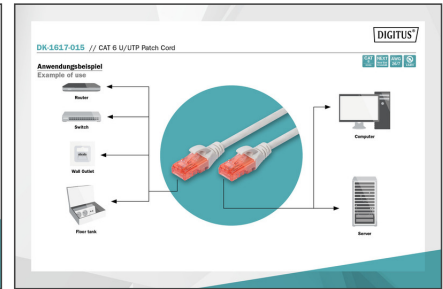 DIGITUS®
DK-1617-015 // CAT 6 U/UTP Patch Cord
Anwendungsbeispiel
Example of use
Router
Switch
Wall Outlet
Floor tank
Computer
Server